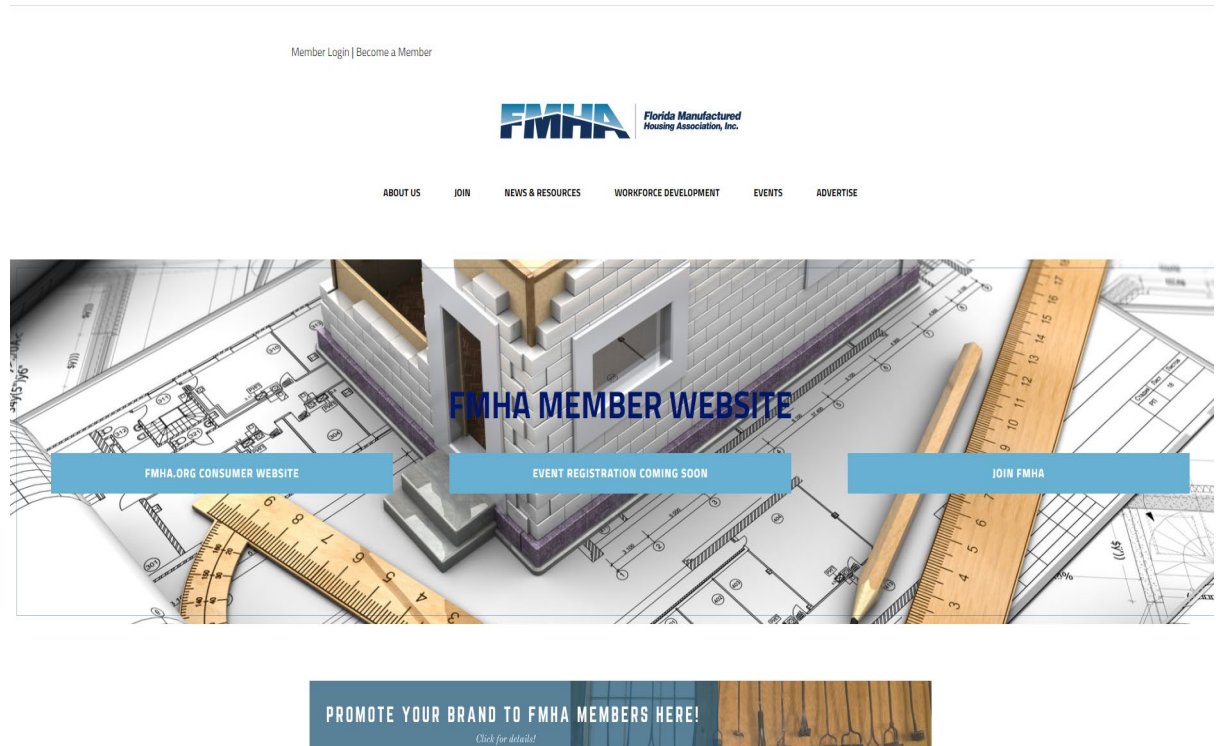 Member Login | Become a Member
FMHA
Florida Manufactured
Housing Association, Inc.
ABOUT US JOIN NEWS & RESOURCES WORKFORCE DEVELOPMENT EVENTS ADVERTISE
FMHA MEMBER WEBSITE
FMHA.ORG CONSUMER WEBSITE
EVENT REGISTRATION COMING SOON
JOIN FMHA
PROMOTE YOUR BRAND TO FMHA MEMBERS HERE!
Click for details!